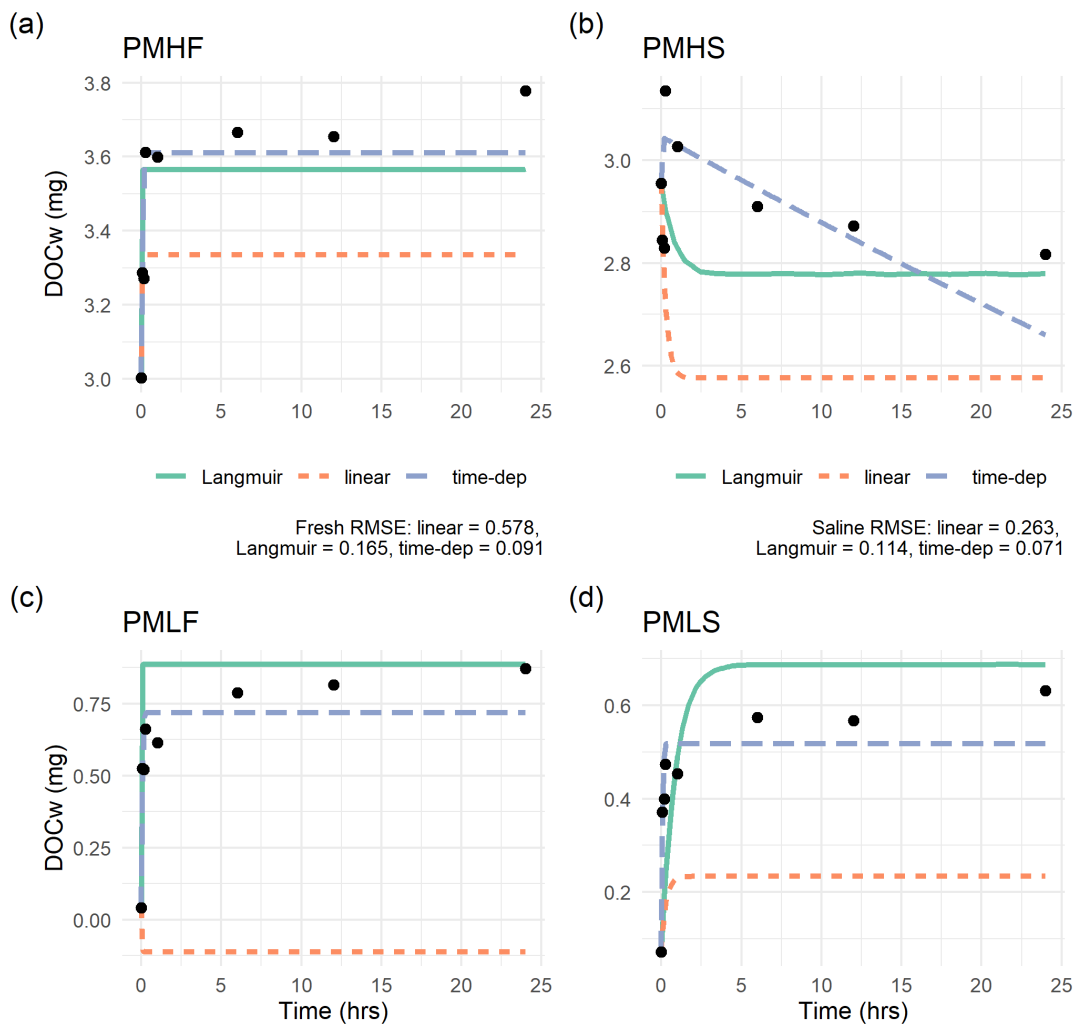 (a)
PMHF
DOCw (mg)
3.8
3.6
3.4
3.2
3.0
0 5 10 15 20 25
Langmuir linear time-dep
Fresh RMSE: linear = 0.578,
Langmuir = 0.165, time-dep = 0.091
(b)
PMHS
3.0
2.8
2.6
0 5 10 15 20 25
Langmuir linear time-dep
Saline RMSE: linear = 0.263,
Langmuir = 0.114, time-dep = 0.071
(c)
PMLF
DOCw (mg)
0.75
0.50
0.25
0.00
0 5 10 15 20 25
Time (hrs)
(d)
PMLS
0.6
0.4
0.2
0 5 10 15 20 25
Time (hrs)